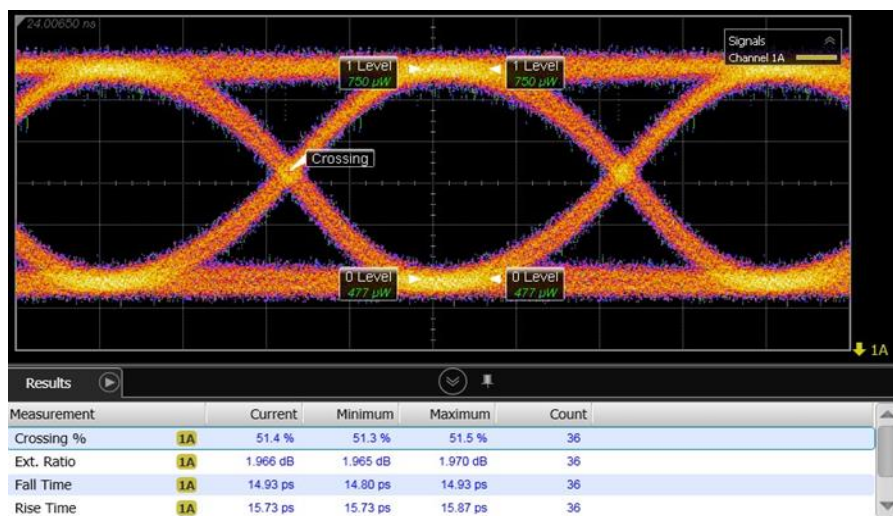 24.00650 ns
Signals
Channel 1A
1 Level
750 µW
1 Level
750 µW
Crossing
0 Level
477 µW
0 Level
477 µW
1A
Results
Measurement Current Minimum Maximum Count
Crossing % 1A 51.4 % 51.3 % 51.5 % 36
Ext. Ratio 1A 1.966 dB 1.965 dB 1.970 dB 36
Fall Time 1A 14.93 ps 14.80 ps 14.93 ps 36
Rise Time 1A 15.73 ps 15.73 ps 15.87 ps 36